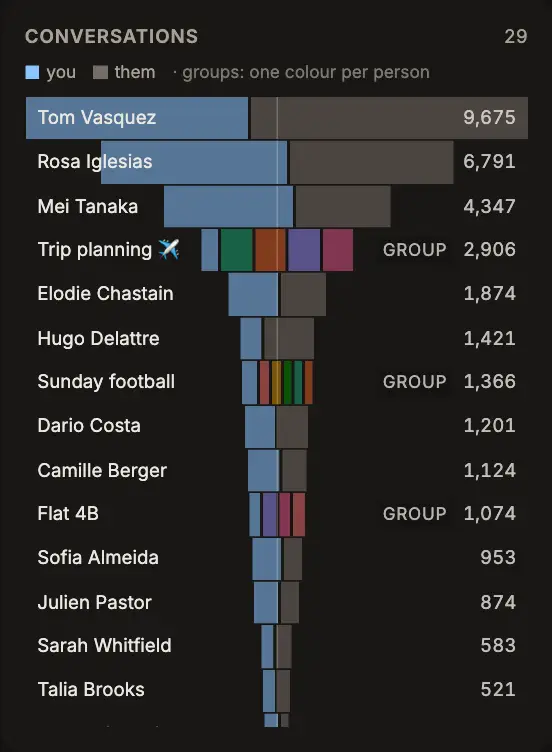 CONVERSATIONS 29
you them · groups: one colour per person
Tom Vasquez 9,675
Rosa Iglesias 6,791
Mei Tanaka 4,347
Trip planning ✈️ GROUP 2,906
Elodie Chastain 1,874
Hugo Delattre 1,421
Sunday football GROUP 1,366
Dario Costa 1,201
Camille Berger 1,124
Flat 4B GROUP 1,074
Sofia Almeida 953
Julien Pastor 874
Sarah Whitfield 583
Talia Brooks 521